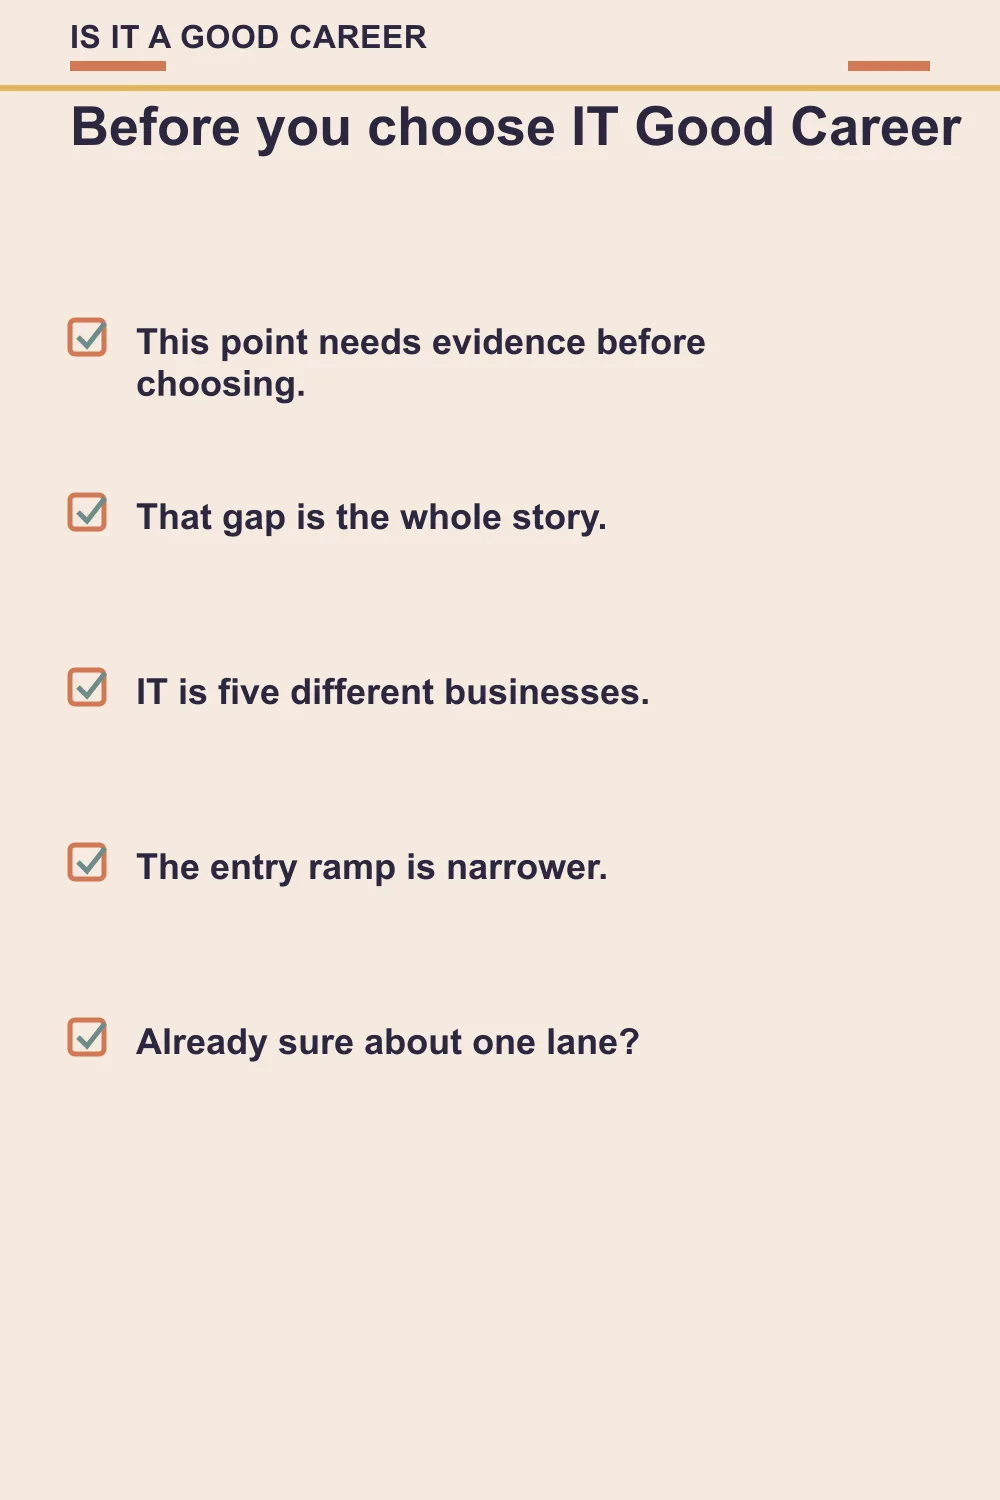 IS IT A GOOD CAREER
Before you choose IT Good Career
This point needs evidence before
choosing.
That gap is the whole story.
IT is five different businesses.
The entry ramp is narrower.
Already sure about one lane?